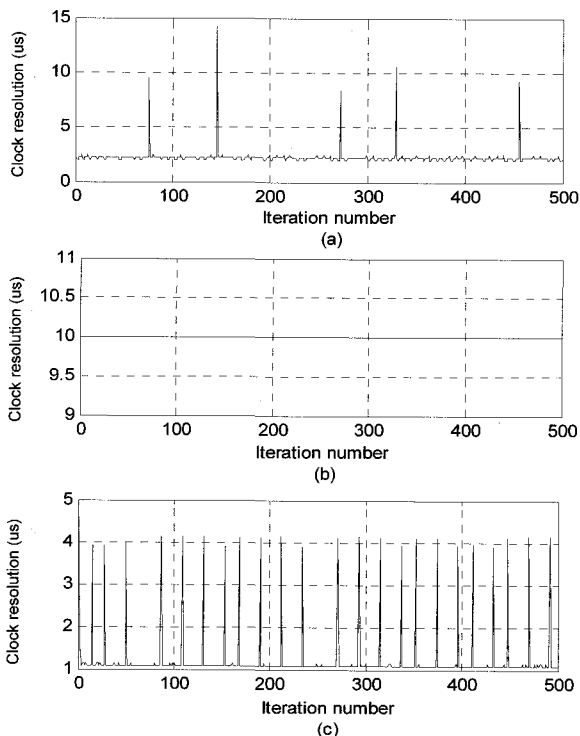 Clock resolution (us)
15
10
5
0
0 100 200 300 400 500
Iteration number
(a)
Clock resolution (us)
11
10.5
10
9.5
9
0 100 200 300 400 500
Iteration number
(b)
Clock resolution (us)
5
4
3
2
1
0 100 200 300 400 500
Iteration number
(c)